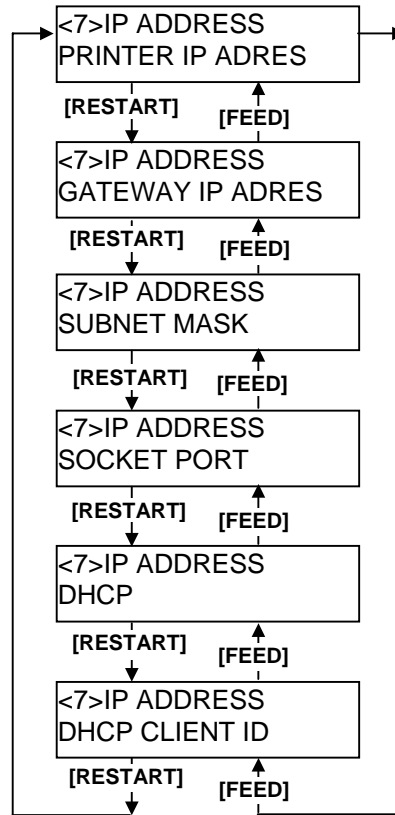 <7>IP ADDRESS
PRINTER IP ADRES
[RESTART]
[FEED]
<7>IP ADDRESS
GATEWAY IP ADRES
[RESTART]
[FEED]
<7>IP ADDRESS
SUBNET MASK
[RESTART]
[FEED]
<7>IP ADDRESS
SOCKET PORT
[RESTART]
[FEED]
<7>IP ADDRESS
DHCP
[RESTART]
[FEED]
<7>IP ADDRESS
DHCP CLIENT ID
[RESTART]
[FEED]